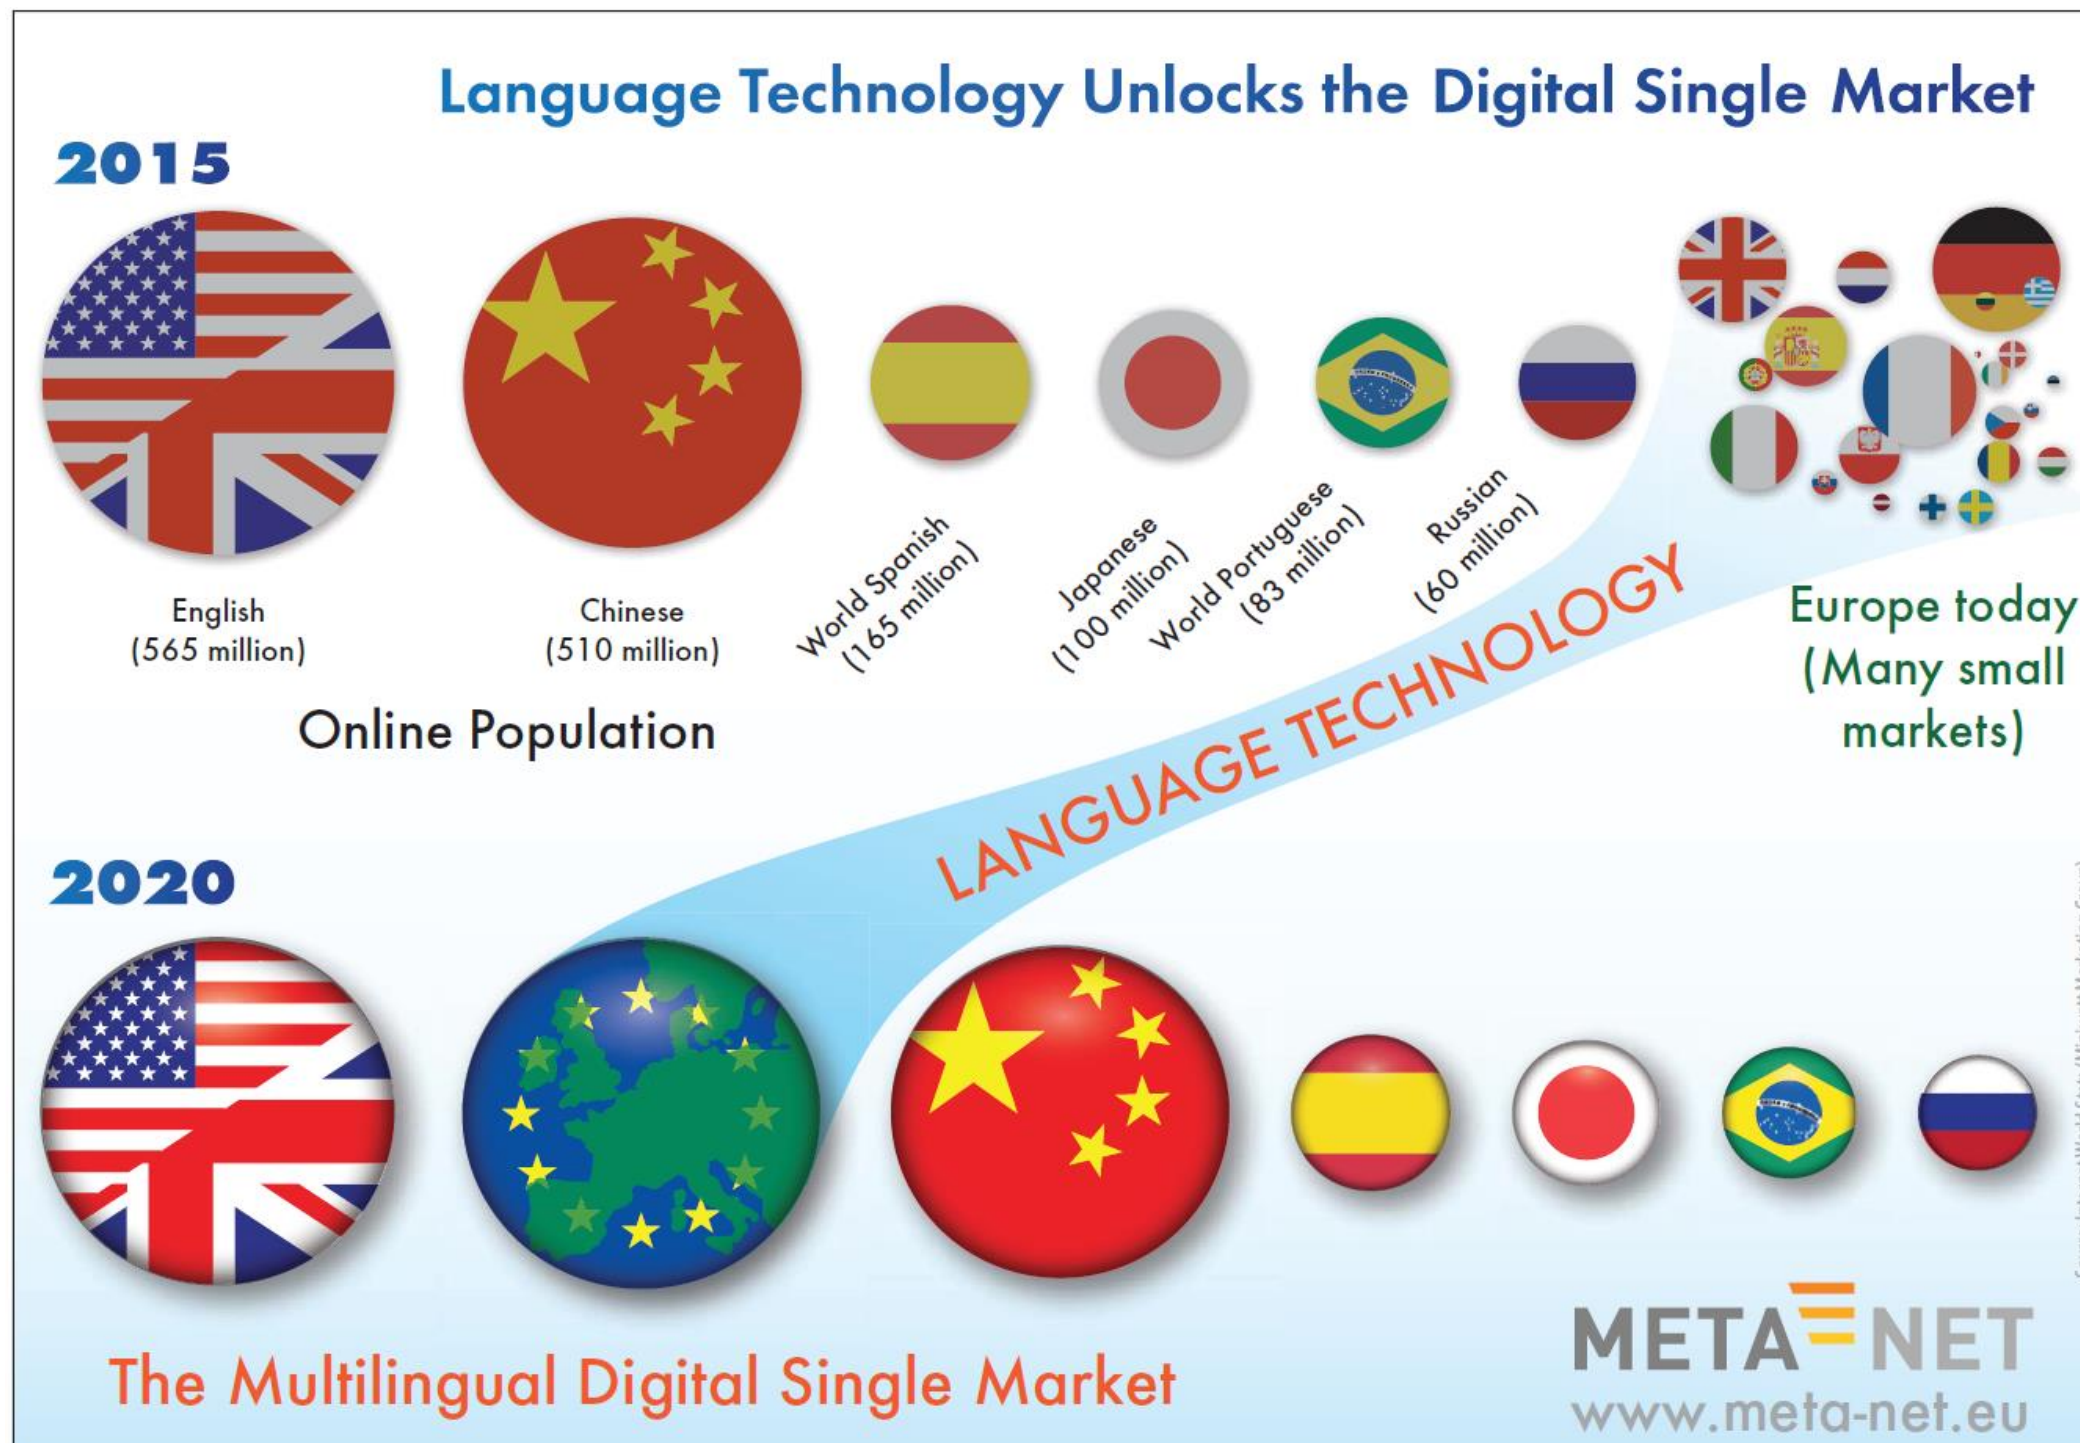 Language Technology Unlocks the Digital Single Market
2015
English
(565 million)
Chinese
(510 million)
World Spanish
(165 million)
Japanese
(100 million)
World Portuguese
(83 million)
Russian
(60 million)
Online Population
Europe today
(Many small
markets)
LANGUAGE TECHNOLOGY
2020
The Multilingual Digital Single Market
META NET
www.meta-net.eu